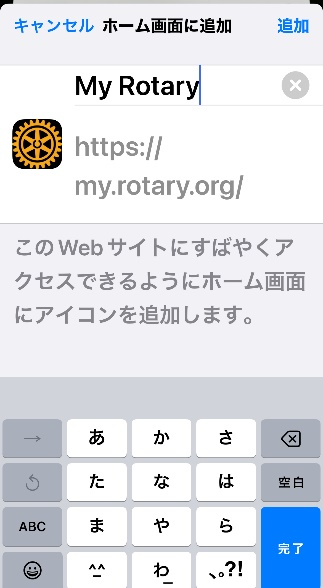 キャンセル ホーム画面に追加 追加
My Rotary
https://
my.rotary.org/
このWebサイトにすばやくア
クセスできるようにホーム画面
にアイコンを追加します。
→ あ か さ
た な は 空白
ABC ま や ら 完了
^_^ わ_ 、。?!